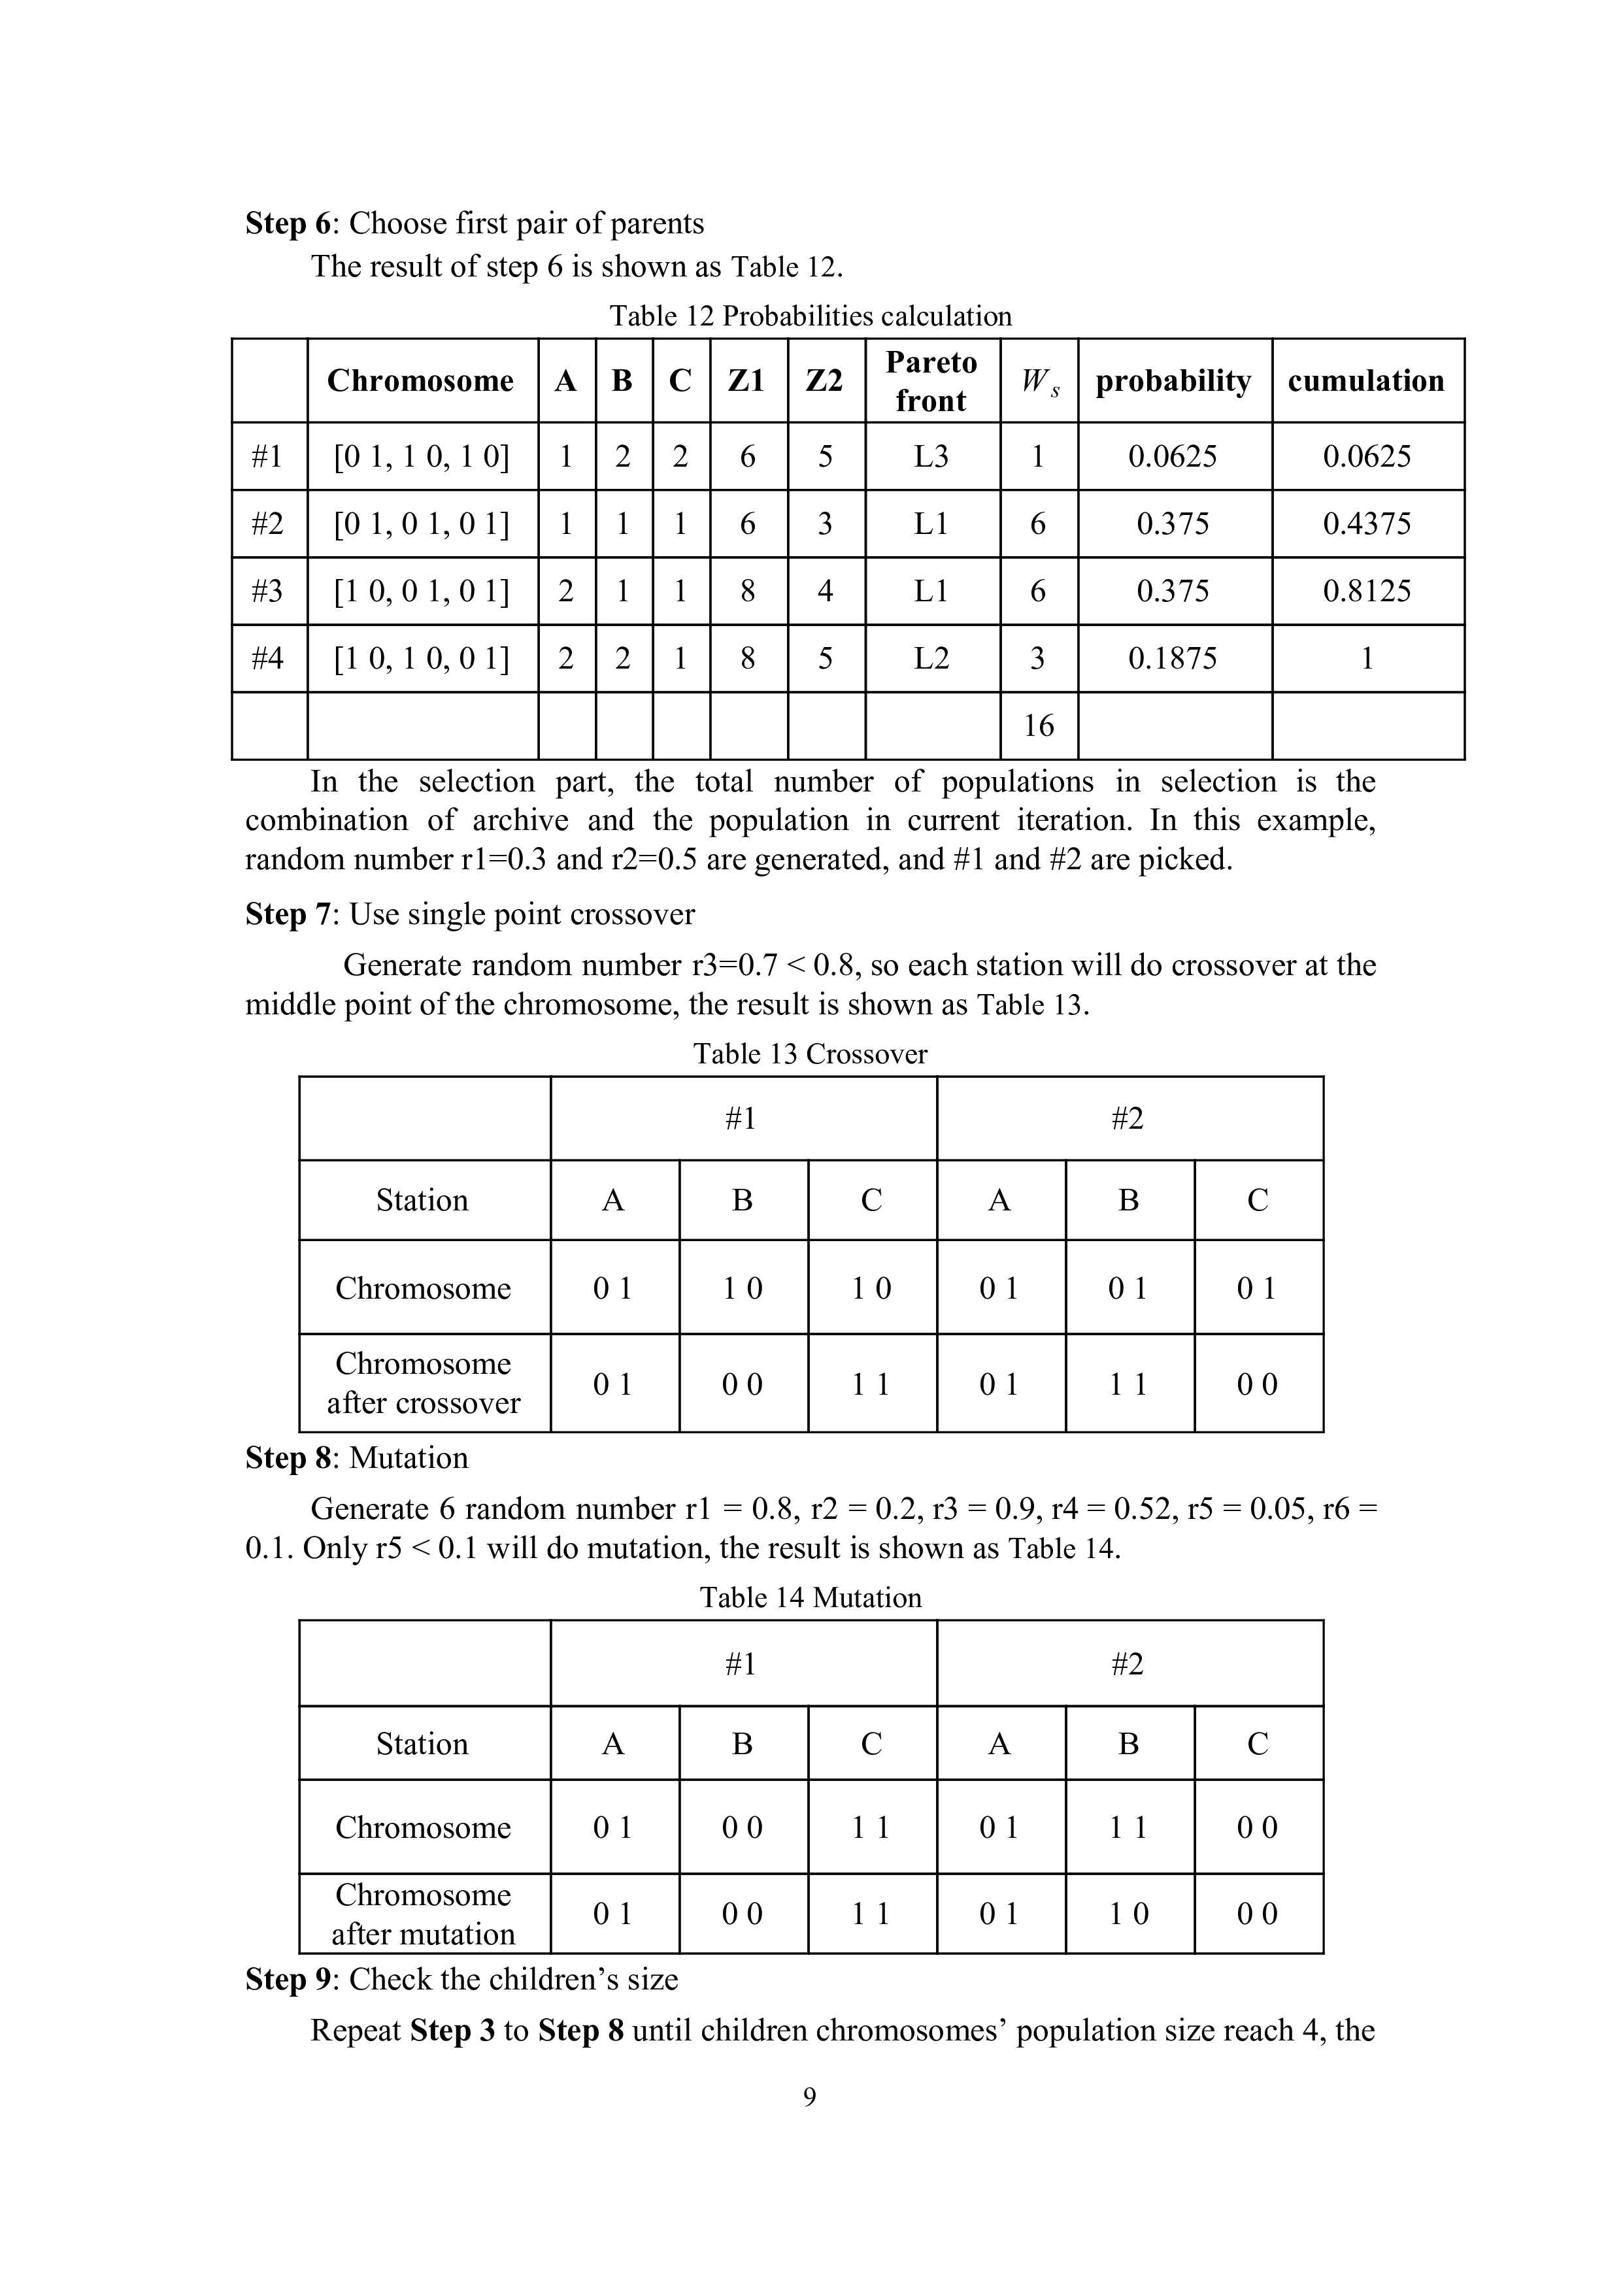 Step 6: Choose first pair of parents
The result of step 6 is shown as Table 12.
Table 12 Probabilities calculation
Chromosome A B C Z1 Z2 Pareto front Ws probability cumulation
#1 [0 1, 1 0, 1 0] 1 2 2 6 5 L3 1 0.0625 0.0625
#2 [0 1, 0 1, 0 1] 1 1 1 6 3 L1 6 0.375 0.4375
#3 [1 0, 0 1, 0 1] 2 1 1 8 4 L1 6 0.375 0.8125
#4 [1 0, 1 0, 0 1] 2 2 1 8 5 L2 3 0.1875 1
16
In the selection part, the total number of populations in selection is the
combination of archive and the population in current iteration. In this example,
random number r1=0.3 and r2=0.5 are generated, and #1 and #2 are picked.
Step 7: Use single point crossover
Generate random number r3=0.7 < 0.8, so each station will do crossover at the
middle point of the chromosome, the result is shown as Table 13.
Table 13 Crossover
#1 #2
Station A B C A B C
Chromosome 0 1 1 0 1 0 0 1 0 1 0 1
Chromosome after crossover 0 1 0 0 1 1 0 1 1 1 0 0
Step 8: Mutation
Generate 6 random number r1 = 0.8, r2 = 0.2, r3 = 0.9, r4 = 0.52, r5 = 0.05, r6 =
0.1. Only r5 < 0.1 will do mutation, the result is shown as Table 14.
Table 14 Mutation
#1 #2
Station A B C A B C
Chromosome 0 1 0 0 1 1 0 1 1 1 0 0
Chromosome after mutation 0 1 0 0 1 1 0 1 1 0 0 0
Step 9: Check the children’s size
Repeat Step 3 to Step 8 until children chromosomes’ population size reach 4, the
9